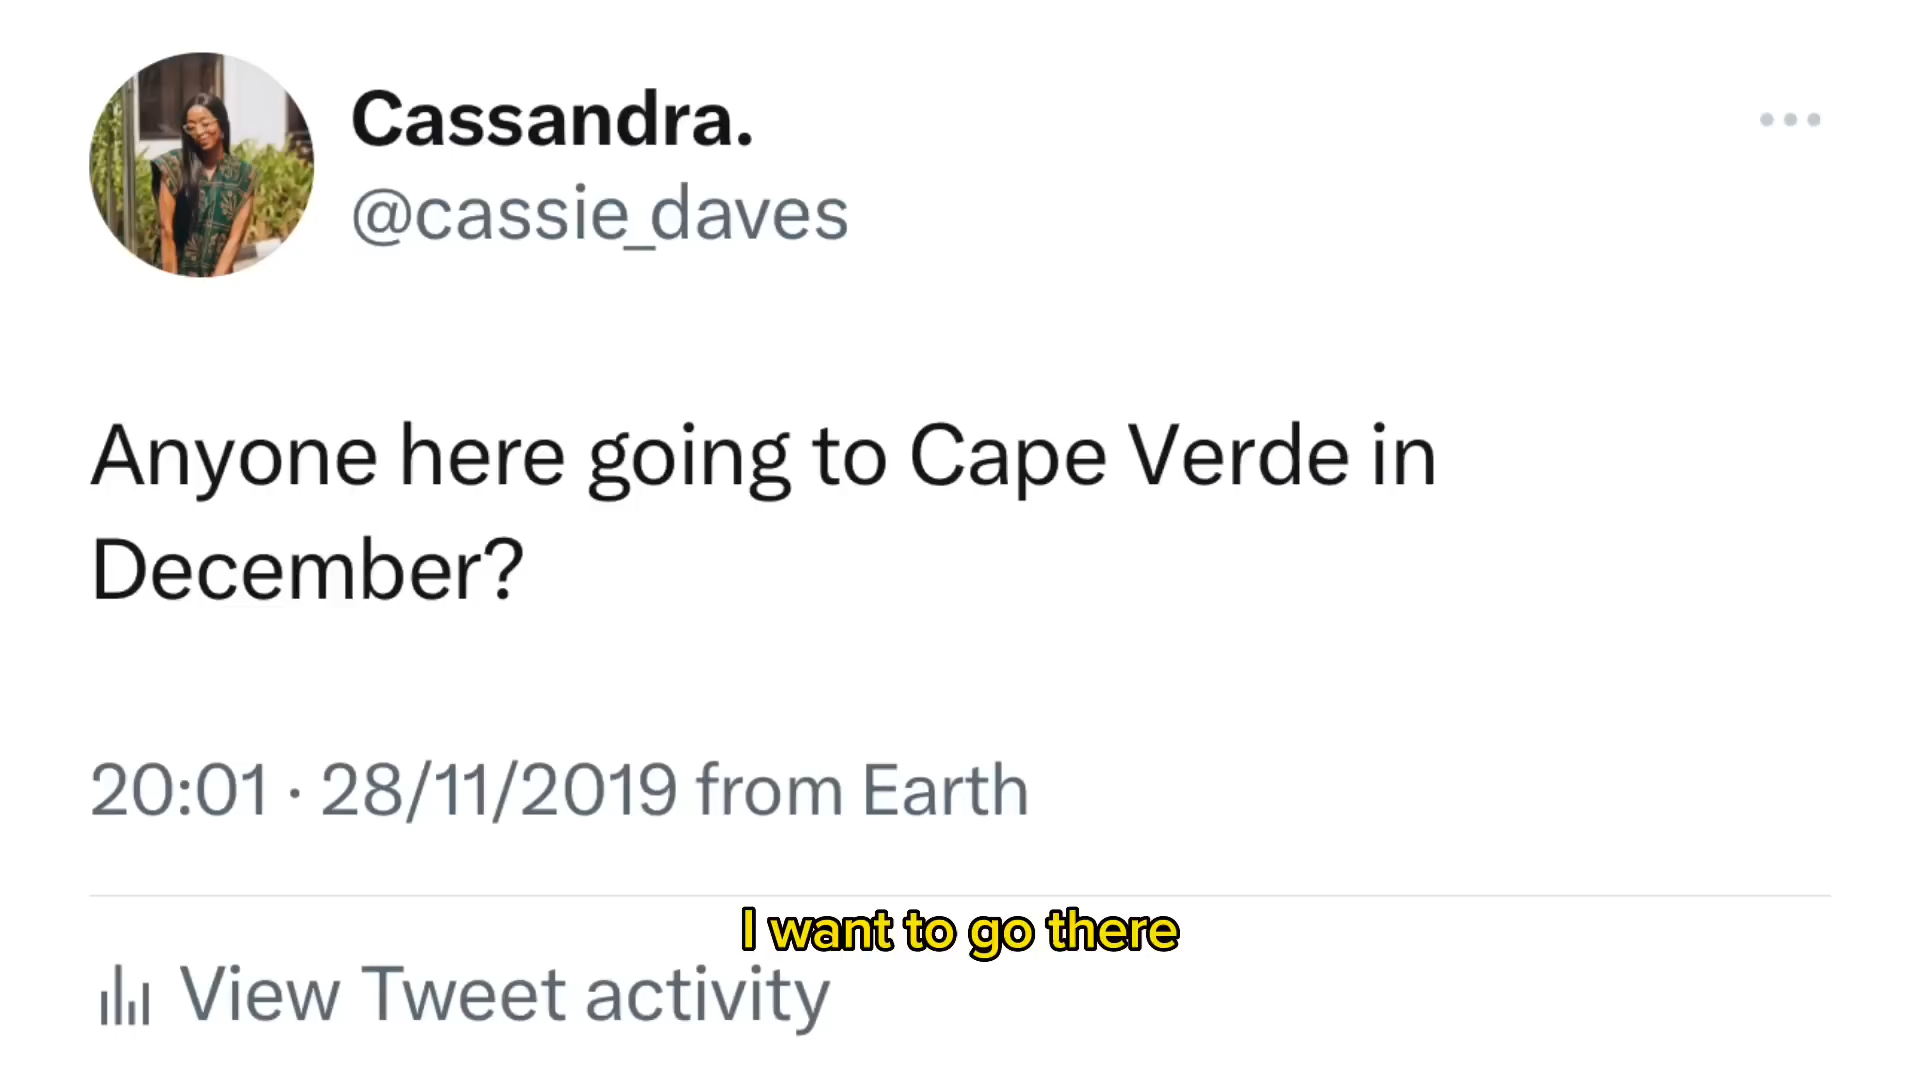 Cassandra.
@cassie_daves
Anyone here going to Cape Verde in
December?
20:01 · 28/11/2019 from Earth
I want to go there
View Tweet activity